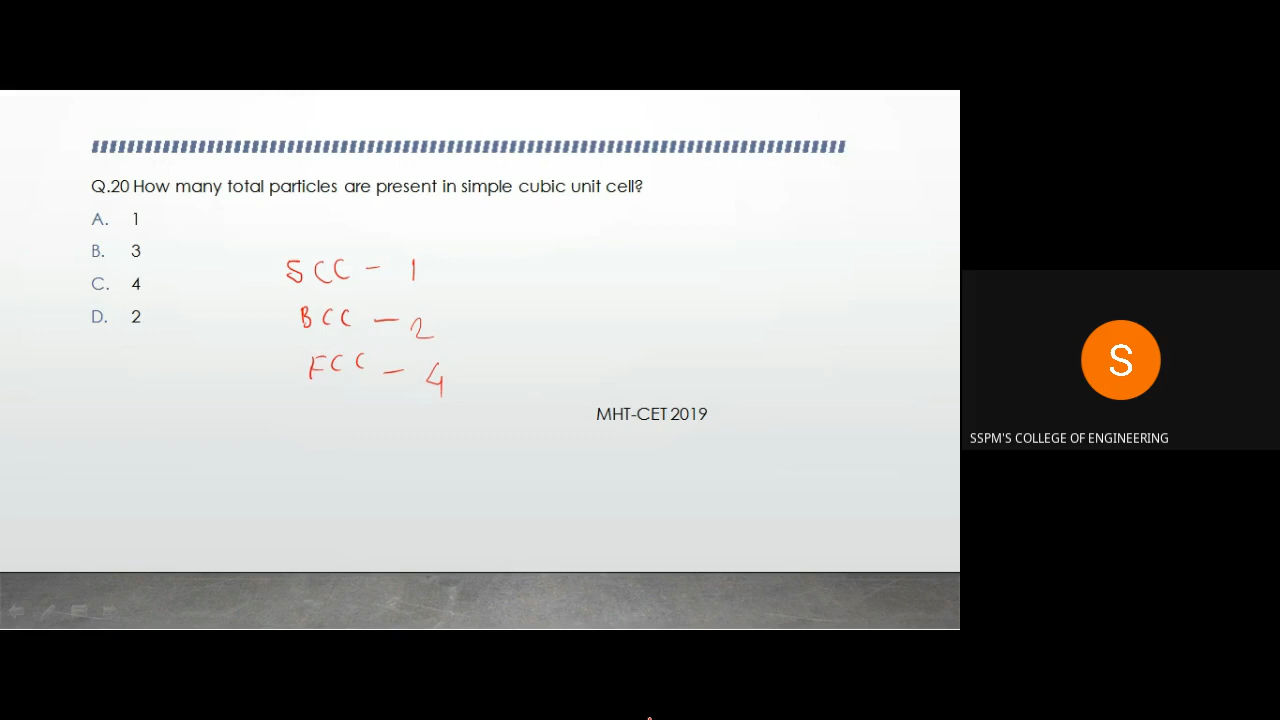 Q.20 How many total particles are present in simple cubic unit cell?
A. 1
B. 3
C. 4
D. 2
SCC - 1
BCC - 2
FCC - 4
MHT-CET 2019
S
SSPM'S COLLEGE OF ENGINEERING